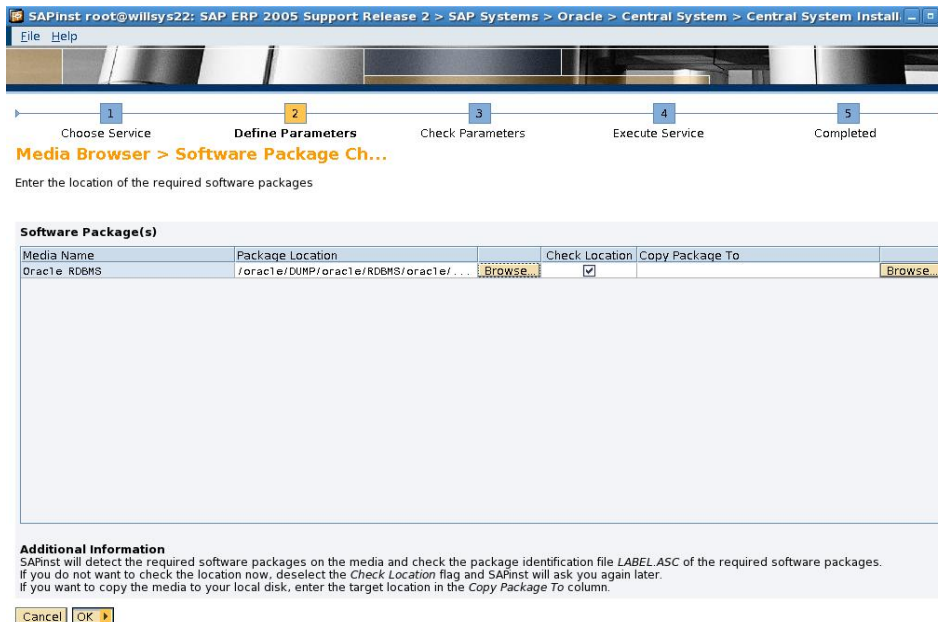 SAPinst root@willsys22: SAP ERP 2005 Support Release 2 > SAP Systems > Oracle > Central System > Central System Install
File Help
1 2 3 4 5
Choose Service Define Parameters Check Parameters Execute Service Completed
Media Browser > Software Package Ch...
Enter the location of the required software packages
Software Package(s)
Media Name Package Location Check Location Copy Package To
Oracle RDBMS /oracle/DUMP/oracle/RDBMS/oracle/... Browse... Browse...
Additional Information
SAPinst will detect the required software packages on the media and check the package identification file LABEL.ASC of the required software packages.
If you do not want to check the location now, deselect the Check Location flag and SAPinst will ask you again later.
If you want to copy the media to your local disk, enter the target location in the Copy Package To column.
Cancel OK